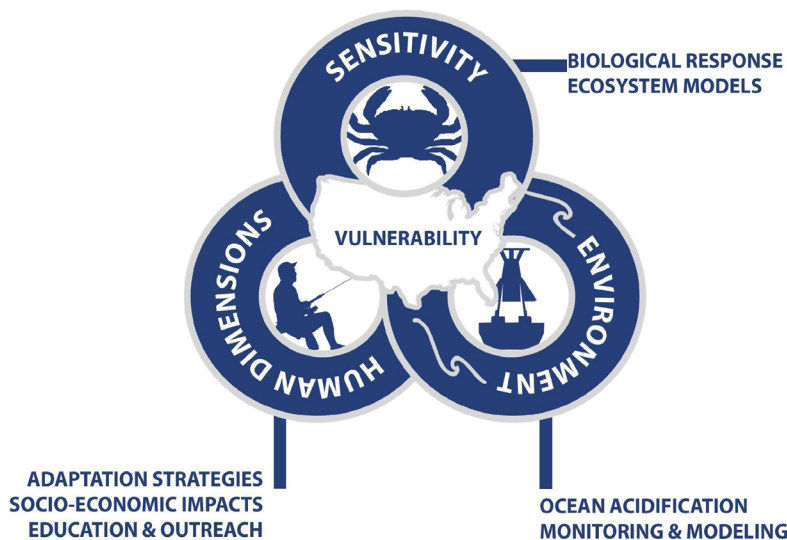 SENSITIVITY
BIOLOGICAL RESPONSE
ECOSYSTEM MODELS
VULNERABILITY
HUMAN DIMENSIONS
ENVIRONMENT
ADAPTATION STRATEGIES
SOCIO-ECONOMIC IMPACTS
EDUCATION & OUTREACH
OCEAN ACIDIFICATION
MONITORING & MODELING